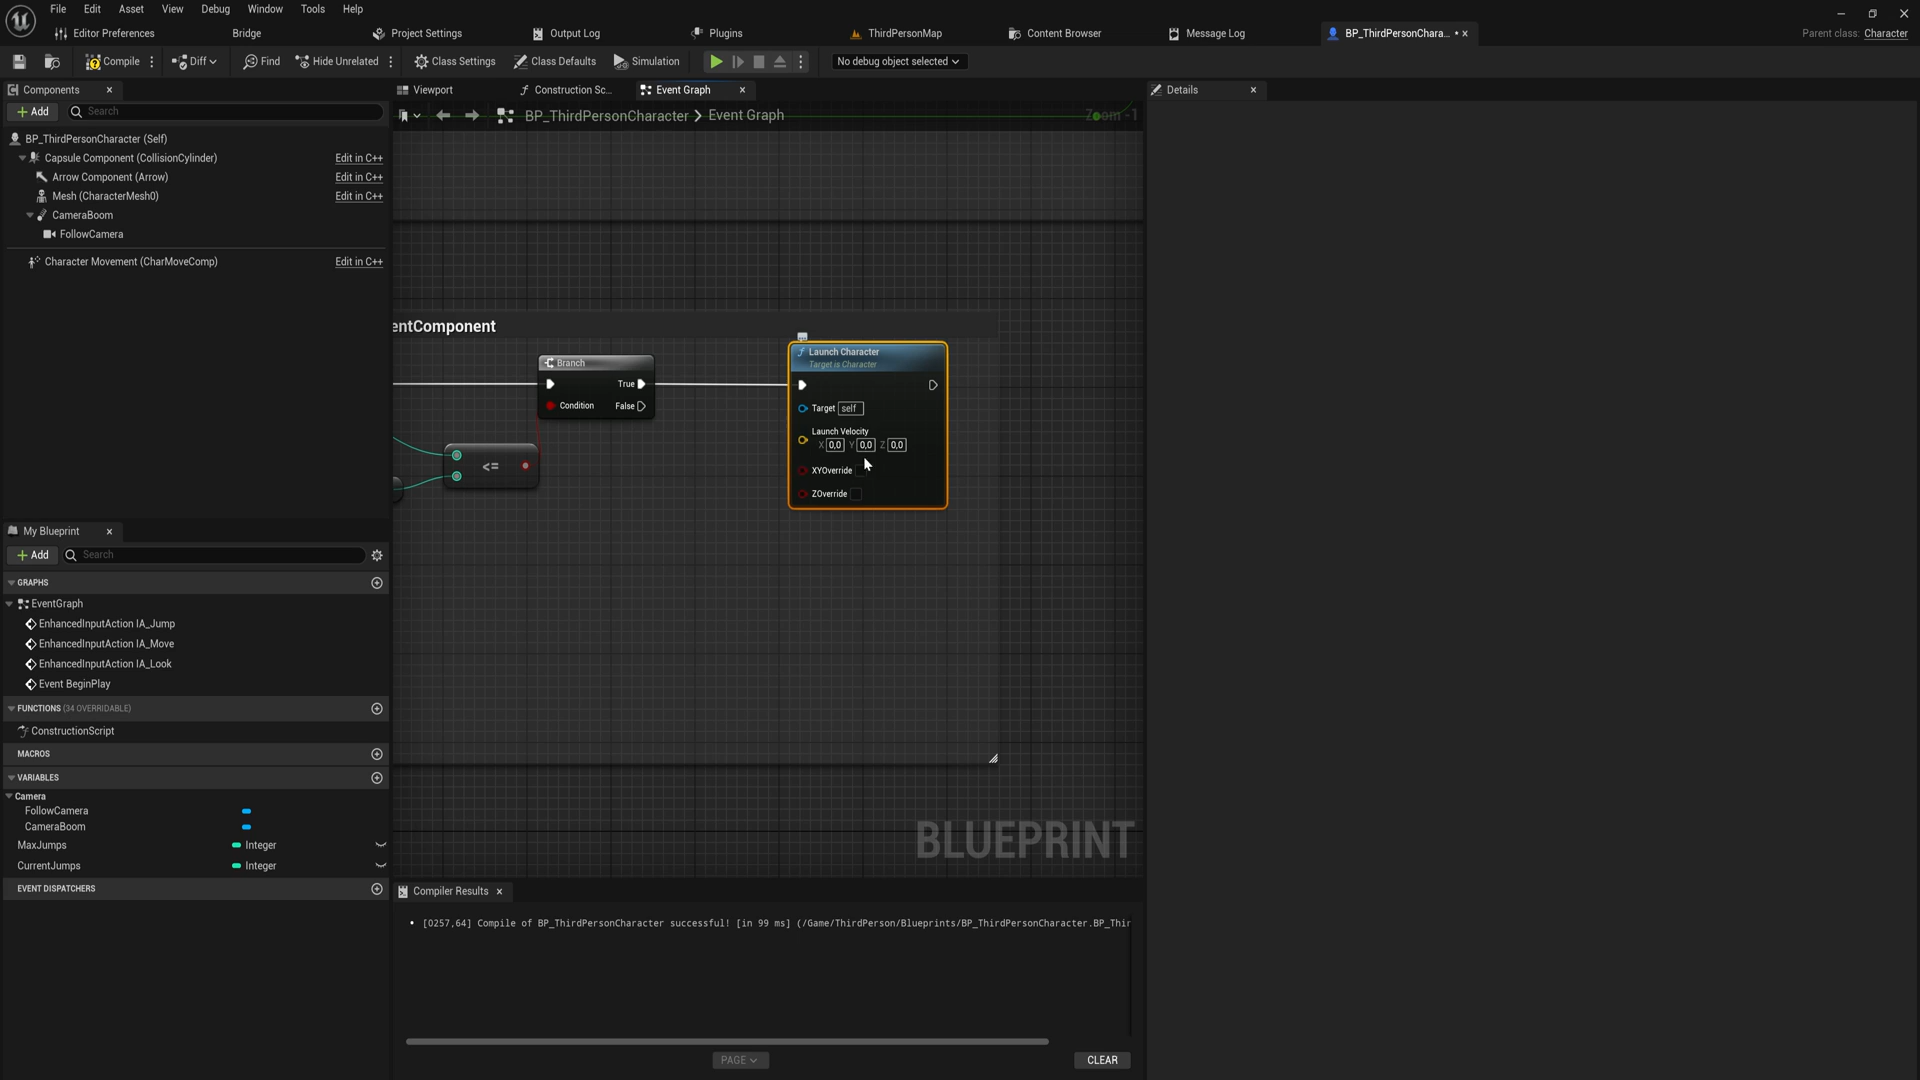 File Edit Asset View Debug Window Tools Help
Editor Preferences Bridge Project Settings Output Log Plugins ThirdPersonMap Content Browser Message Log BP_ThirdPersonChara... • × Parent class: Character
Compile Diff Find Hide Unrelated Class Settings Class Defaults Simulation No debug object selected
Components Viewport Construction Sc... Event Graph Details
Add Search
BP_ThirdPersonCharacter > Event Graph
Zoom -1
BP_ThirdPersonCharacter (Self)
Capsule Component (CollisionCylinder) Edit in C++
Arrow Component (Arrow) Edit in C++
Mesh (CharacterMesh0) Edit in C++
CameraBoom
FollowCamera
Character Movement (CharMoveComp) Edit in C++
entComponent
Branch
True
Condition False
<=
Launch Character
Target is Character
Target self
Launch Velocity
X 0,0 Y 0,0 Z 0,0
XYOverride
ZOverride
My Blueprint
Add Search
GRAPHS
EventGraph
EnhancedInputAction IA_Jump
EnhancedInputAction IA_Move
EnhancedInputAction IA_Look
Event BeginPlay
FUNCTIONS (34 OVERRIDABLE)
ConstructionScript
MACROS
VARIABLES
Camera
FollowCamera
CameraBoom
MaxJumps Integer
CurrentJumps Integer
EVENT DISPATCHERS
BLUEPRINT
Compiler Results
• [0257,64] Compile of BP_ThirdPersonCharacter successful! [in 99 ms] (/Game/ThirdPerson/Blueprints/BP_ThirdPersonCharacter.BP_Thir
PAGE
CLEAR